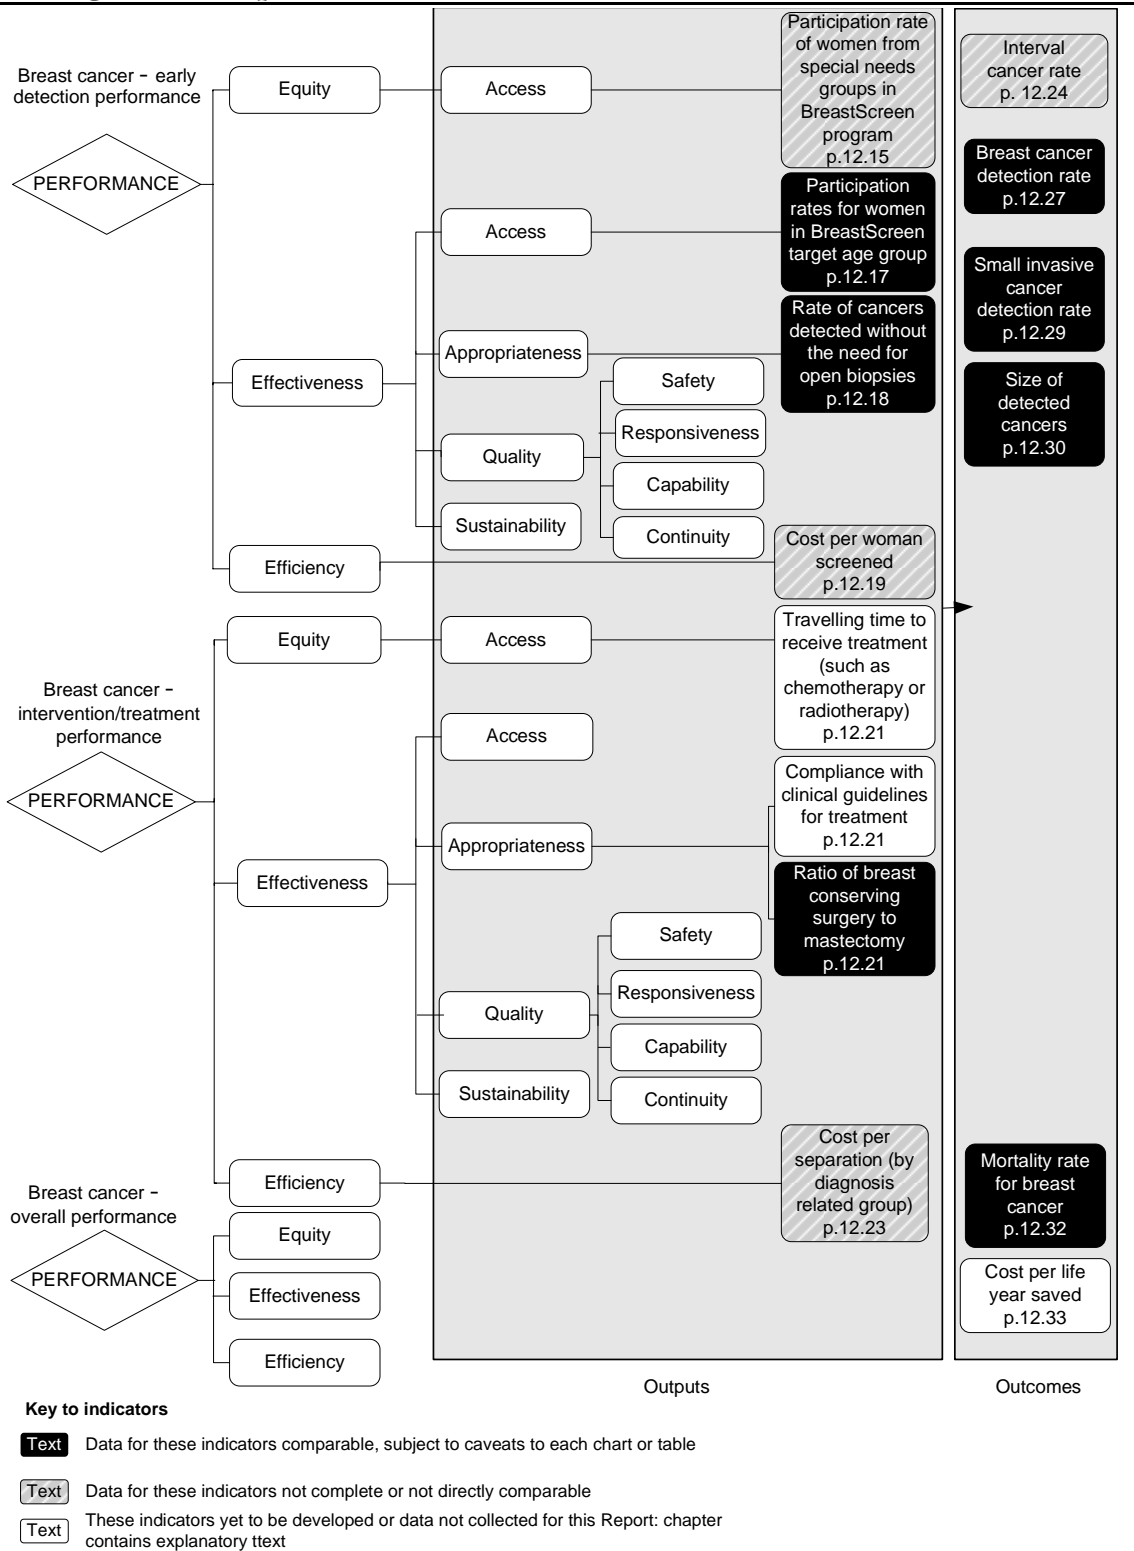 Participation rate
of women from
special needs
groups in
BreastScreen
program
p.12.15
Interval
cancer rate
p. 12.24
Breast cancer – early
detection performance
Equity
Access
PERFORMANCE
Breast cancer
detection rate
p.12.27
Participation
rates for women
in BreastScreen
target age group
p.12.17
Access
Small invasive
cancer
detection rate
p.12.29
Rate of cancers
detected without
the need for
open biopsies
p.12.18
Appropriateness
Effectiveness
Safety
Size of
detected
cancers
p.12.30
Responsiveness
Quality
Capability
Sustainability
Continuity
Cost per woman
screened
p.12.19
Efficiency
Travelling time to
receive treatment
(such as
chemotherapy or
radiotherapy)
p.12.21
Equity
Access
Breast cancer –
intervention/treatment
performance
Access
PERFORMANCE
Compliance with
clinical guidelines
for treatment
p.12.21
Appropriateness
Effectiveness
Ratio of breast
conserving
surgery to
mastectomy
p.12.21
Safety
Responsiveness
Quality
Capability
Sustainability
Continuity
Cost per
separation (by
diagnosis
related group)
p.12.23
Efficiency
Mortality rate
for breast
cancer
p.12.32
Breast cancer –
overall performance
Equity
PERFORMANCE
Effectiveness
Cost per life
year saved
p.12.33
Efficiency
Outputs
Outcomes
Key to indicators
Text Data for these indicators comparable, subject to caveats to each chart or table
Text Data for these indicators not complete or not directly comparable
Text These indicators yet to be developed or data not collected for this Report: chapter
contains explanatory ttext